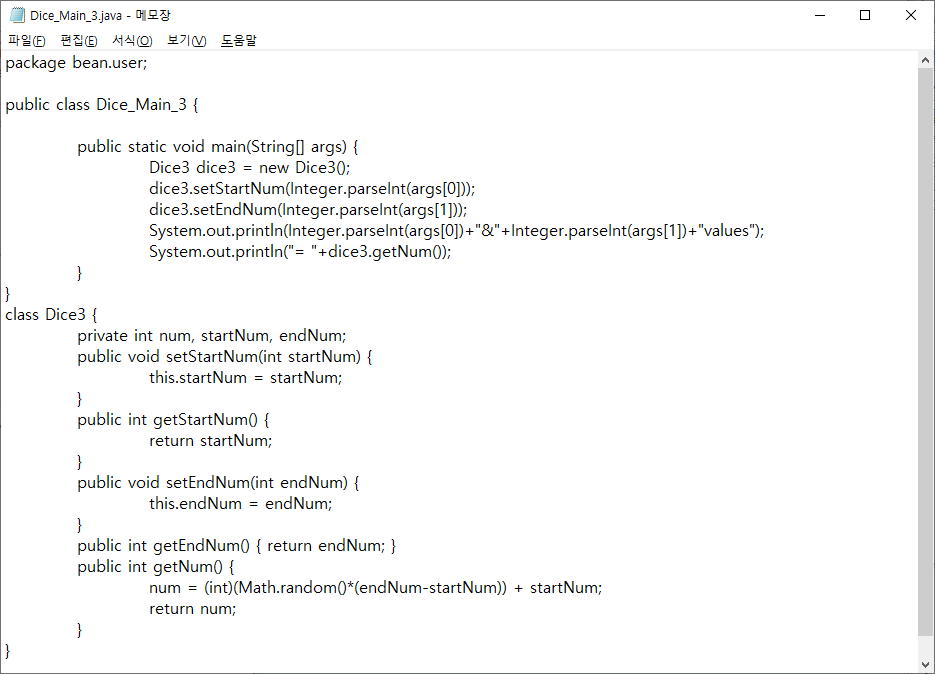 Dice_Main_3.java - 메모장
파일(F) 편집(E) 서식(O) 보기(V) 도움말
package bean.user;
public class Dice_Main_3 {
public static void main(String[] args) {
Dice3 dice3 = new Dice3();
dice3.setStartNum(Integer.parseInt(args[0]));
dice3.setEndNum(Integer.parseInt(args[1]));
System.out.println(Integer.parseInt(args[0])+"&"+Integer.parseInt(args[1])+"values");
System.out.println("= "+dice3.getNum());
}
}
class Dice3 {
private int num, startNum, endNum;
public void setStartNum(int startNum) {
this.startNum = startNum;
}
public int getStartNum() {
return startNum;
}
public void setEndNum(int endNum) {
this.endNum = endNum;
}
public int getEndNum() { return endNum; }
public int getNum() {
num = (int)(Math.random()*(endNum-startNum)) + startNum;
return num;
}
}